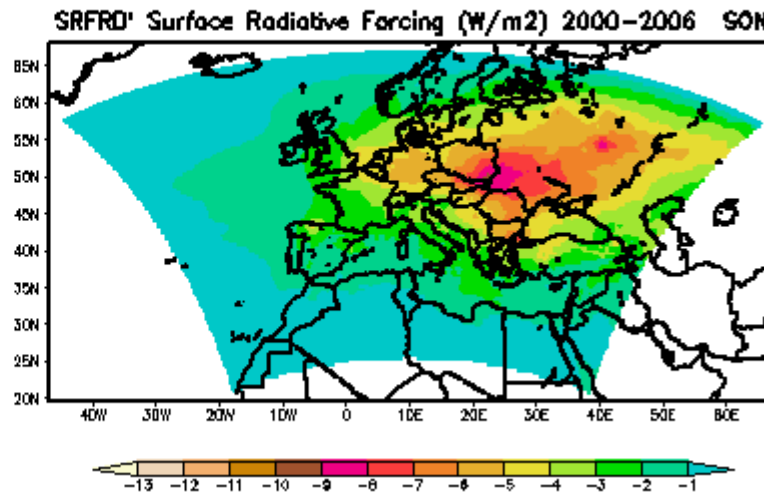 SRFRD' Surface Radiative Forcing (W/m2) 2000-2006 SON
65N
60N
55N
50N
45N
40N
35N
30N
25N
20N
40W 30W 20W 10W 0 10E 20E 30E 40E 50E 60E
-13 -12 -11 -10 -9 -8 -7 -6 -5 -4 -3 -2 -1